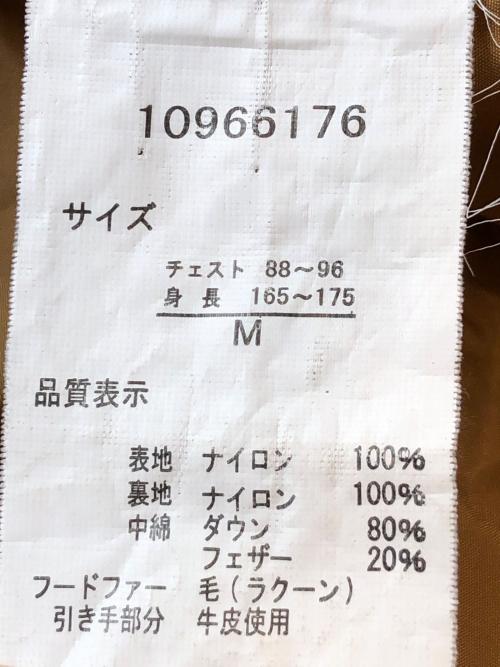 10966176
サイズ
チェスト 88～96
身長 165～175
M
品質表示
表地 ナイロン 100%
裏地 ナイロン 100%
中綿 ダウン 80%
フェザー 20%
フードファー 毛(ラクーン)
引き手部分 牛皮使用